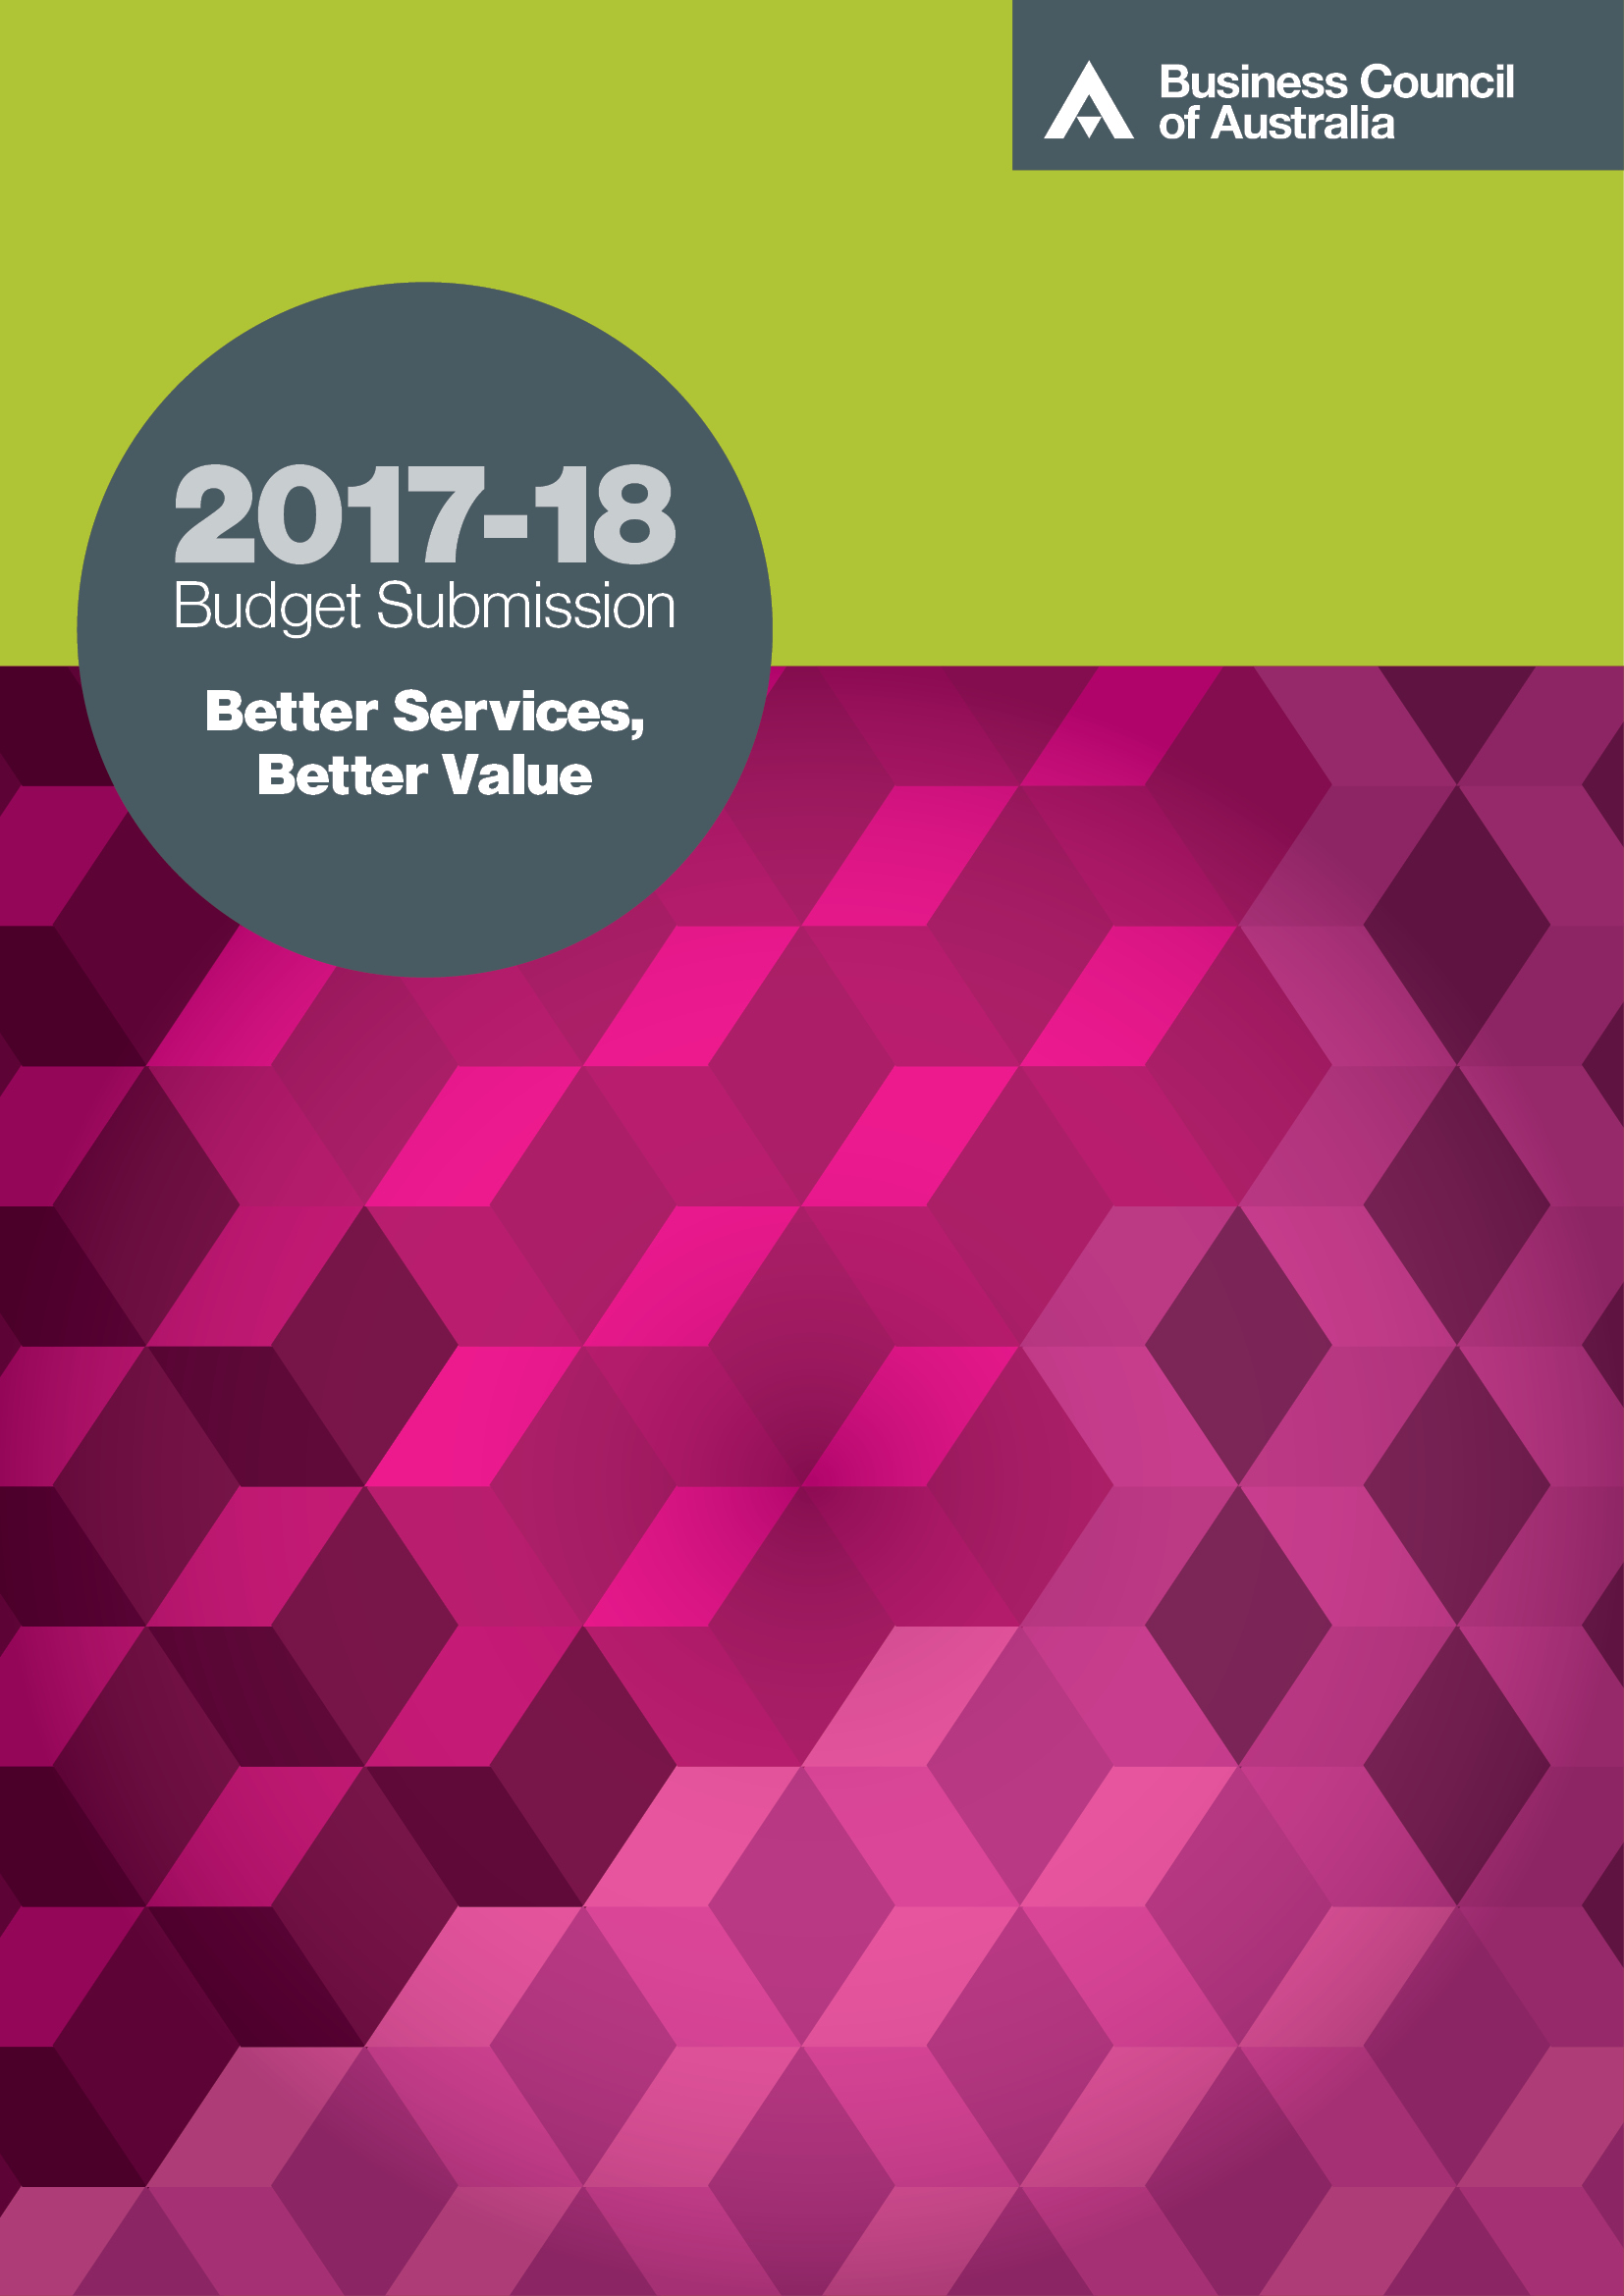 Business Council
of Australia
2017-18
Budget Submission
Better Services,
Better Value